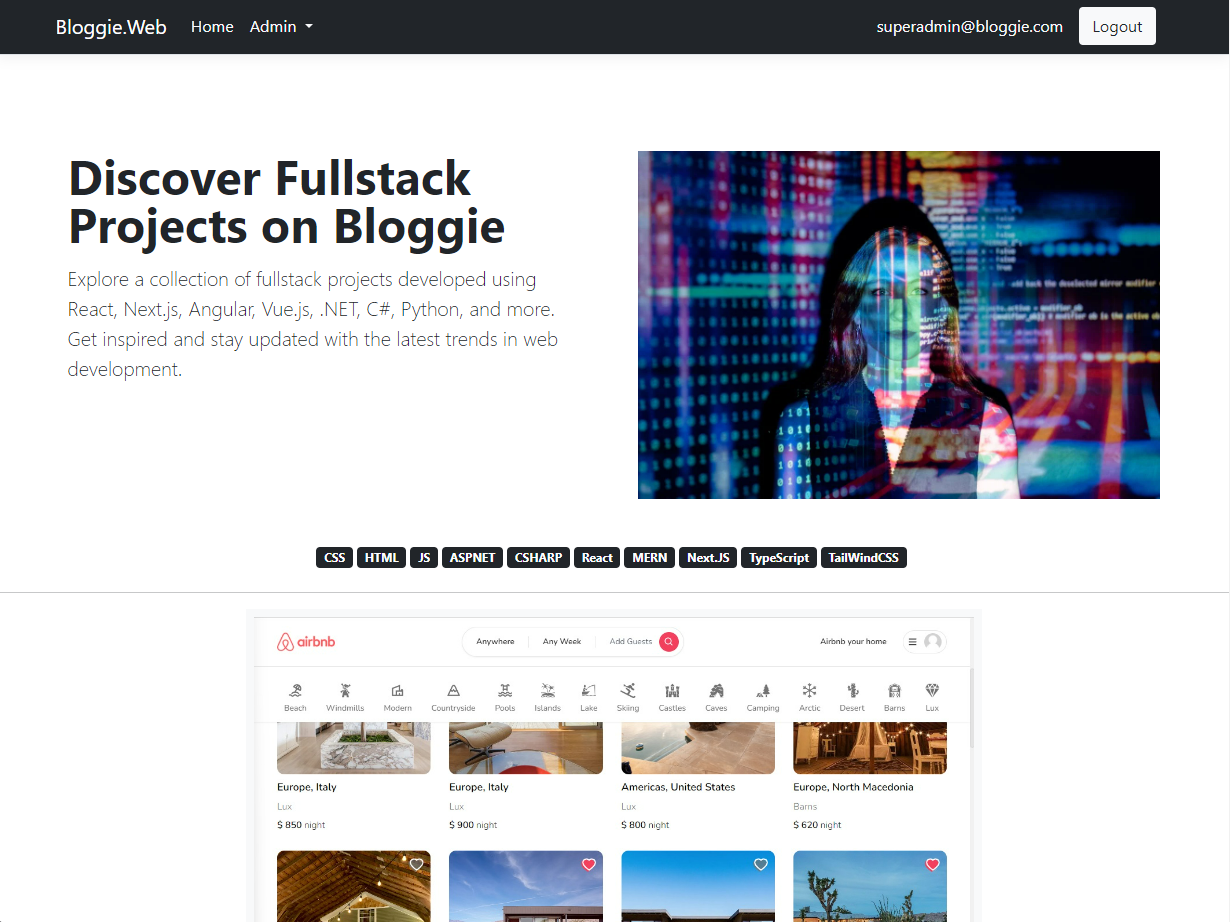 Bloggie.Web Home Admin superadmin@bloggie.com Logout
Discover Fullstack
Projects on Bloggie
Explore a collection of fullstack projects developed using
React, Next.js, Angular, Vue.js, .NET, C#, Python, and more.
Get inspired and stay updated with the latest trends in web
development.
CSS HTML JS ASPNET CSHARP React MERN Next.JS TypeScript TailWindCSS
airbnb Anywhere Any Week Add Guests Airbnb your home
Beach Windmills Modern Countryside Pools Islands Lake Skiing Castles Caves Camping Arctic Desert Barns Lux
Europe, Italy Europe, Italy Americas, United States Europe, North Macedonia
Lux Lux Lux Barns
$ 850 night $ 900 night $ 800 night $ 620 night